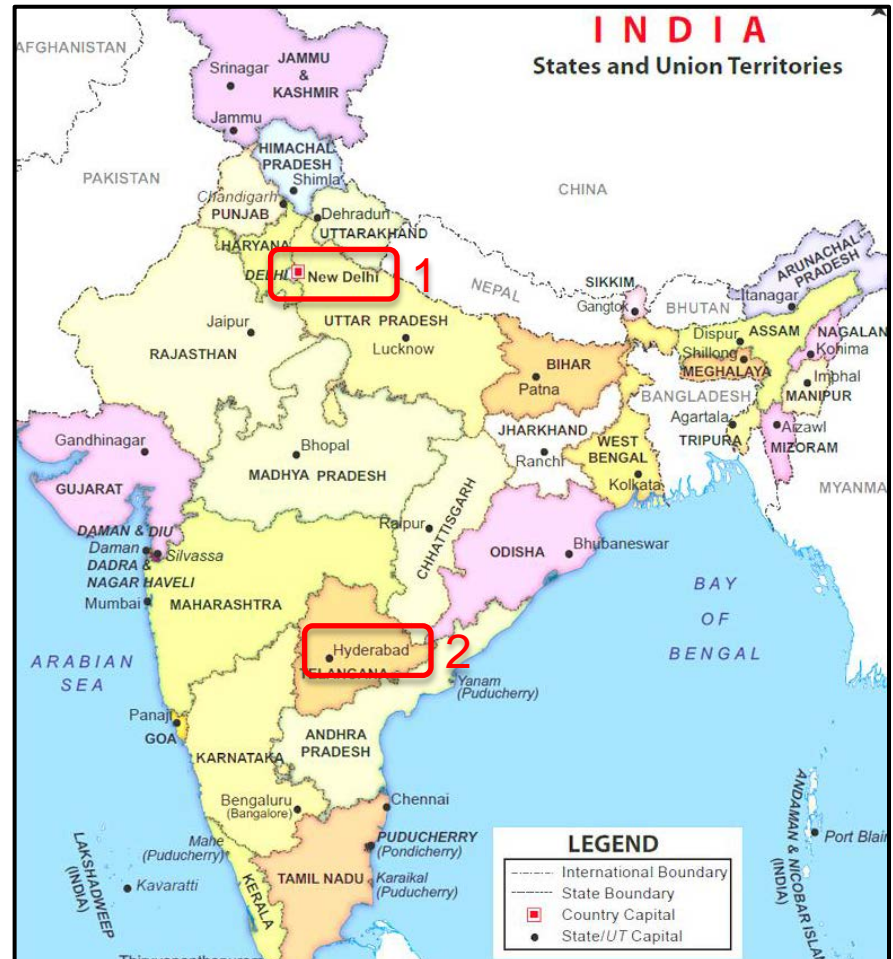 I N D I A
States and Union Territories
AFGHANISTAN
JAMMU
&
KASHMIR
Srinagar
Jammu
HIMACHAL
PRADESH
Shimla
PAKISTAN
CHINA
Chandigarh
PUNJAB
Dehradun
UTTARAKHAND
HARYANA
DELHI
New Delhi
1
ARUNACHAL
PRADESH
NEPAL
SIKKIM
Gangtok
BHUTAN
Itanagar
Jaipur
RAJASTHAN
UTTAR PRADESH
Lucknow
Dispur
ASSAM
NAGALAN
Shillong
Kohima
MEGHALAYA
BIHAR
Patna
Imphal
MANIPUR
BANGLADESH
Gandhinagar
GUJARAT
Bhopal
MADHYA PRADESH
JHARKHAND
Ranchi
WEST
BENGAL
Kolkata
Agartala
TRIPURA
Aizawl
MIZORAM
MYANMA
DAMAN & DIU
Daman
Silvassa
DADRA &
NAGAR HAVELI
Mumbai
MAHARASHTRA
Raipur
CHHATTISGARH
ODISHA
Bhubaneswar
BAY
OF
BENGAL
ARABIAN
SEA
Hyderabad
TELANGANA
2
Yanam
(Puducherry)
Panaji
GOA
KARNATAKA
ANDHRA
PRADESH
Bengaluru
(Bangalore)
Chennai
Mahe
(Puducherry)
PUDUCHERRY
(Pondicherry)
LAKSHADWEEP
(INDIA)
Kavaratti
KERALA
TAMIL NADU
Karaikal
(Puducherry)
ANDAMAN & NICOBAR ISLAN
(INDIA)
Port Blair
LEGEND
International Boundary
State Boundary
Country Capital
State/UT Capital